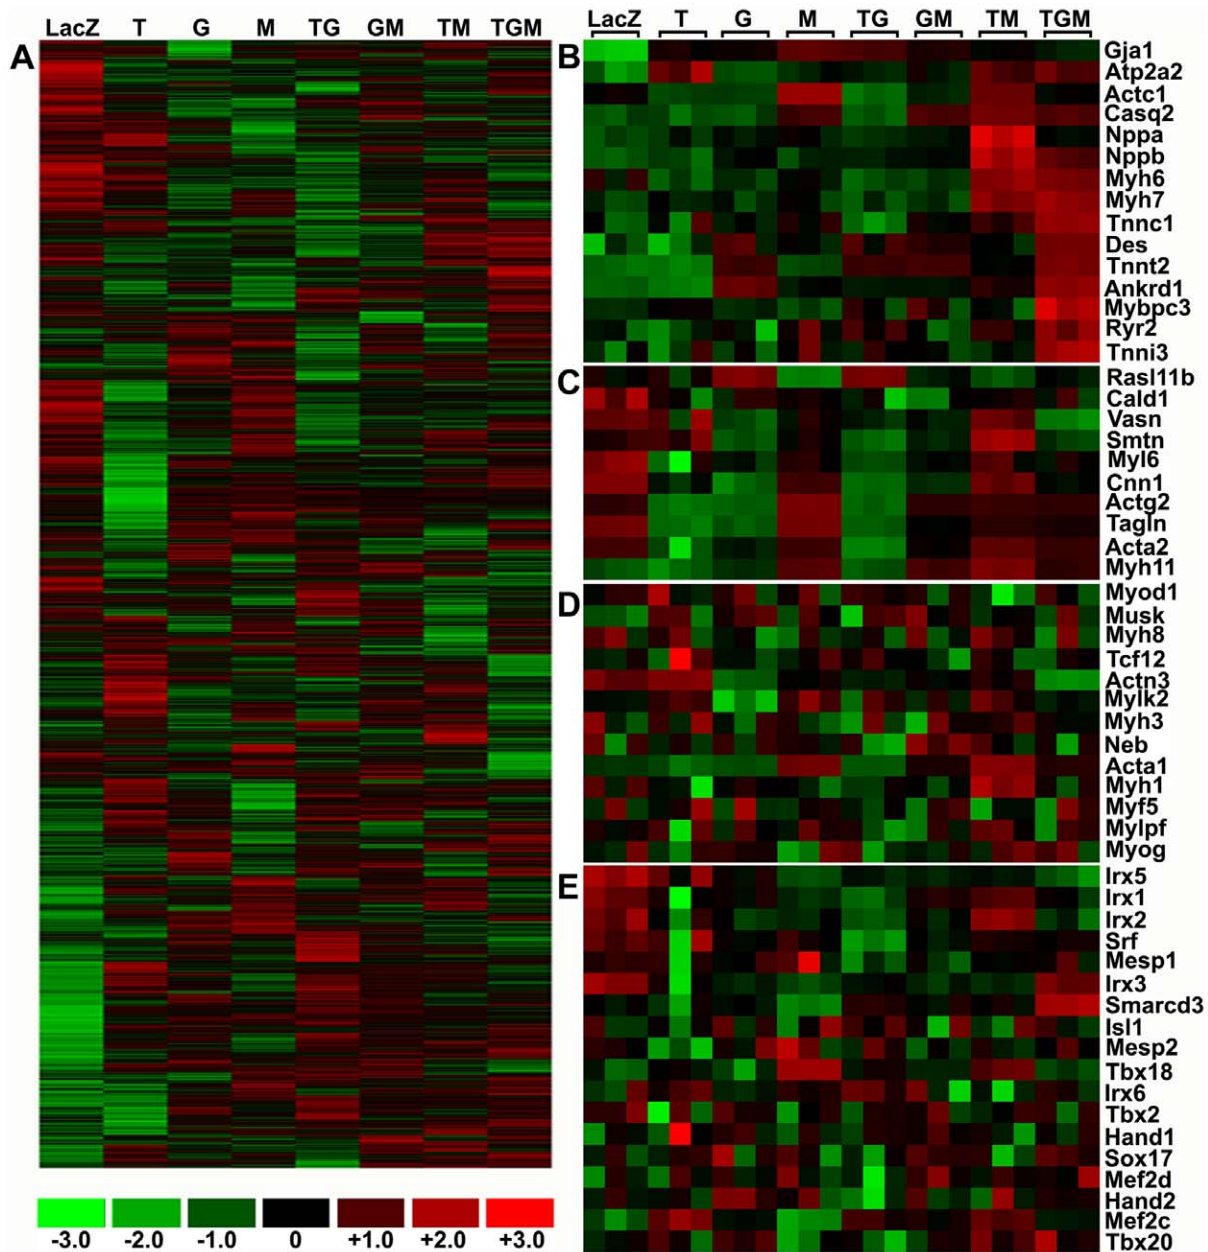 A
LacZ T G M TG GM TM TGM
-3.0 -2.0 -1.0 0 +1.0 +2.0 +3.0
B
LacZ T G M TG GM TM TGM
Gja1
Atp2a2
Actc1
Casq2
Nppa
Nppb
Myh6
Myh7
Tnnc1
Des
Tnnt2
Ankrd1
Mybpc3
Ryr2
Tnni3
C
Rasl11b
Cald1
Vasn
Smtn
Myl6
Cnn1
Actg2
Tagln
Acta2
Myh11
D
Myod1
Musk
Myh8
Tcf12
Actn3
Mylk2
Myh3
Neb
Acta1
Myh1
Myf5
Mylpf
Myog
E
Irx5
Irx1
Irx2
Srf
Mesp1
Irx3
Smarcd3
Isl1
Mesp2
Tbx18
Irx6
Tbx2
Hand1
Sox17
Mef2d
Hand2
Mef2c
Tbx20